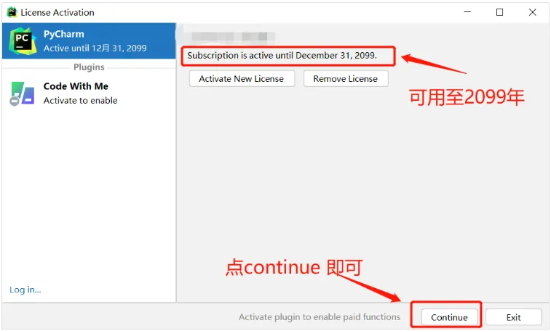 License Activation
PC
PyCharm
Active until 12月 31, 2099
Plugins
Code With Me
Activate to enable
Subscription is active until December 31, 2099.
Activate New License
Remove License
可用至2099年
点continue 即可
Log in...
Activate plugin to enable paid functions
Continue
Exit